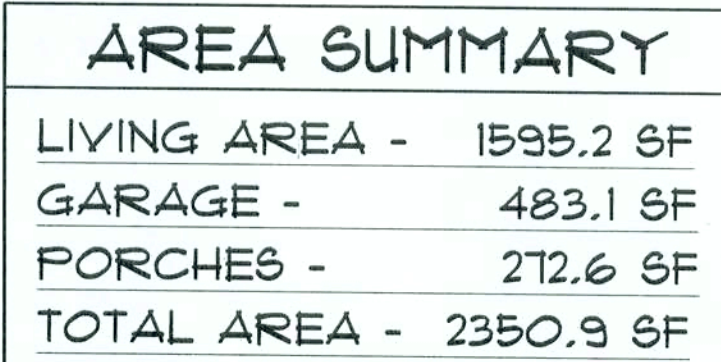 AREA SUMMARY
LIVING AREA - 1595.2 SF
GARAGE - 483.1 SF
PORCHES - 272.6 SF
TOTAL AREA - 2350.9 SF